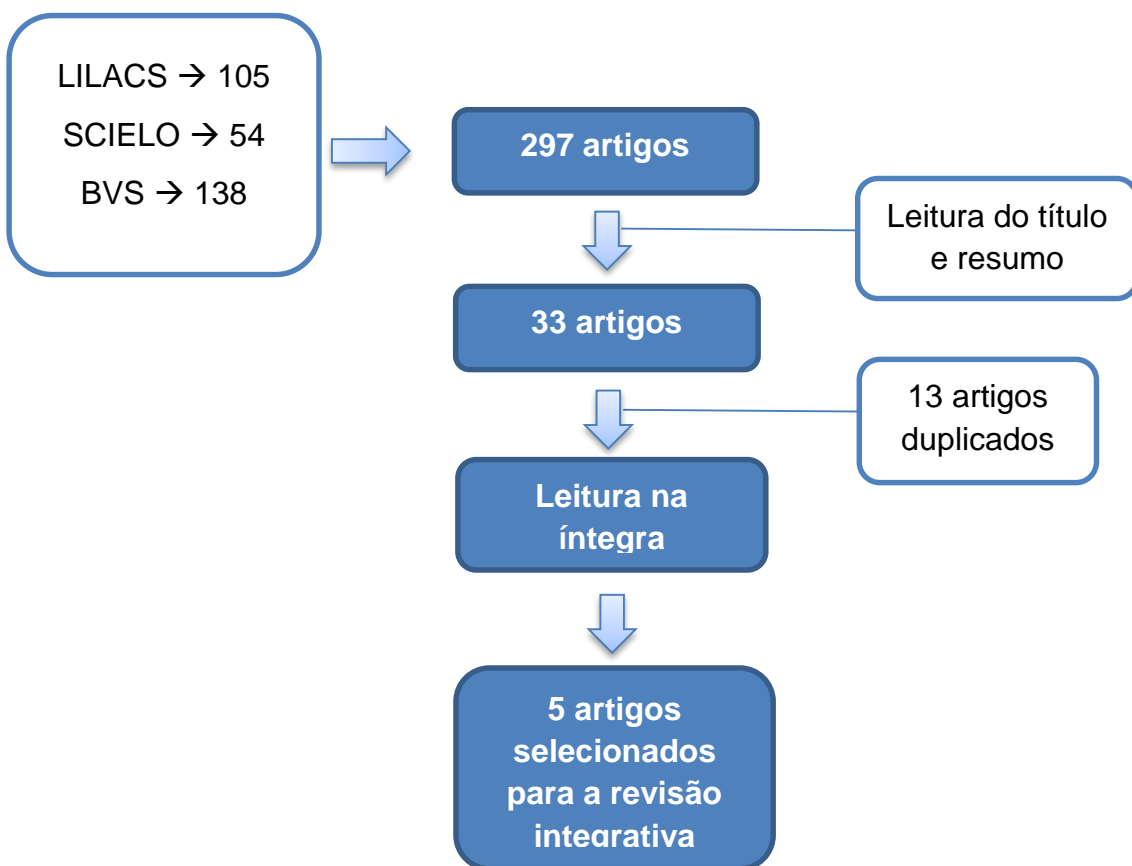 LILACS → 105
SCIELO → 54
BVS → 138
297 artigos
Leitura do título
e resumo
33 artigos
13 artigos
duplicados
Leitura na
íntegra
5 artigos
selecionados
para a revisão
integrativa